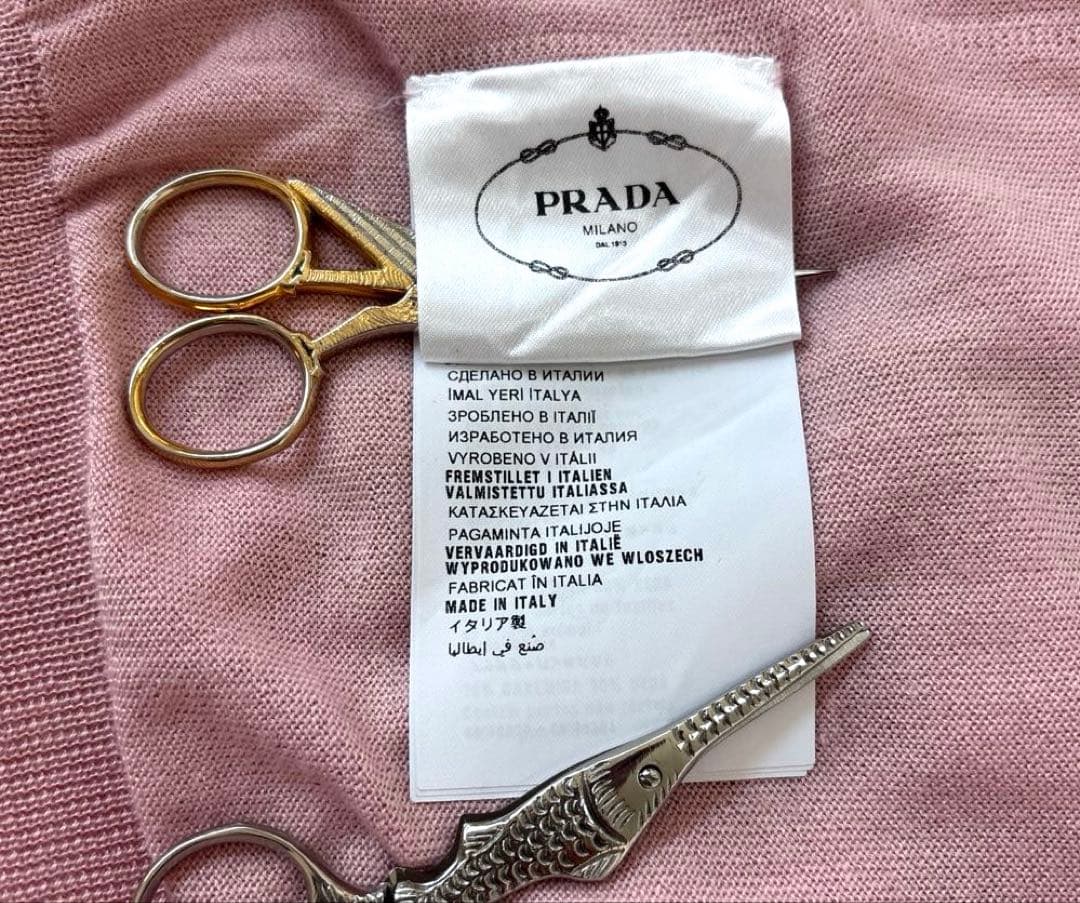 PRADA
MILANO
DAL 1913
СДЕЛАНО В ИТАЛИИ
İMAL YERİ İTALYA
ЗРОБЛЕНО В ІТАЛІЇ
ИЗРАБОТЕНО В ИТАЛИЯ
VYROBENO V ITÁLII
FREMSTILLET I ITALIEN
VALMISTETTU ITALIASSA
ΚΑΤΑΣΚΕΥΑΖΕΤΑΙ ΣΤΗΝ ΙΤΑΛΙΑ
PAGAMINTA ITALIJOJE
VERVAARDIGD IN ITALIË
WYPRODUKOWANO WE WLOSZECH
FABRICAT ÎN ITALIA
MADE IN ITALY
イタリア製
صُنع في إيطاليا